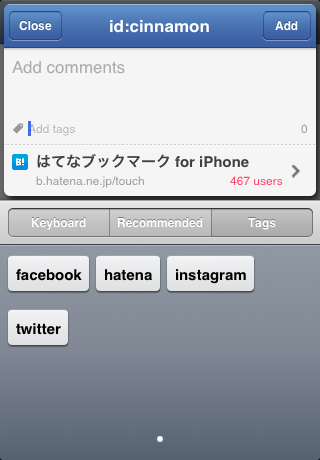 Close id:cinnamon Add
Add comments
Add tags 0
B! はてなブックマーク for iPhone
b.hatena.ne.jp/touch 467 users
Keyboard Recommended Tags
facebook hatena instagram
twitter